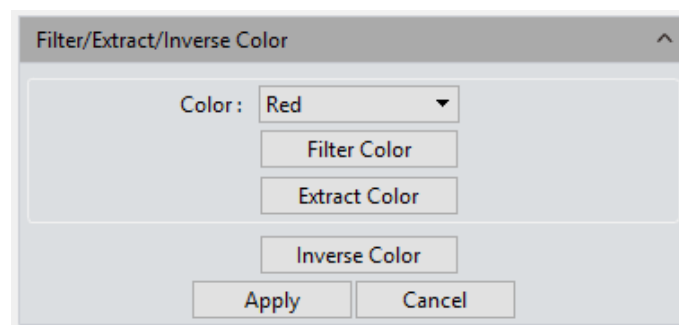 Filter/Extract/Inverse Color
Color: Red
Filter Color
Extract Color
Inverse Color
Apply Cancel